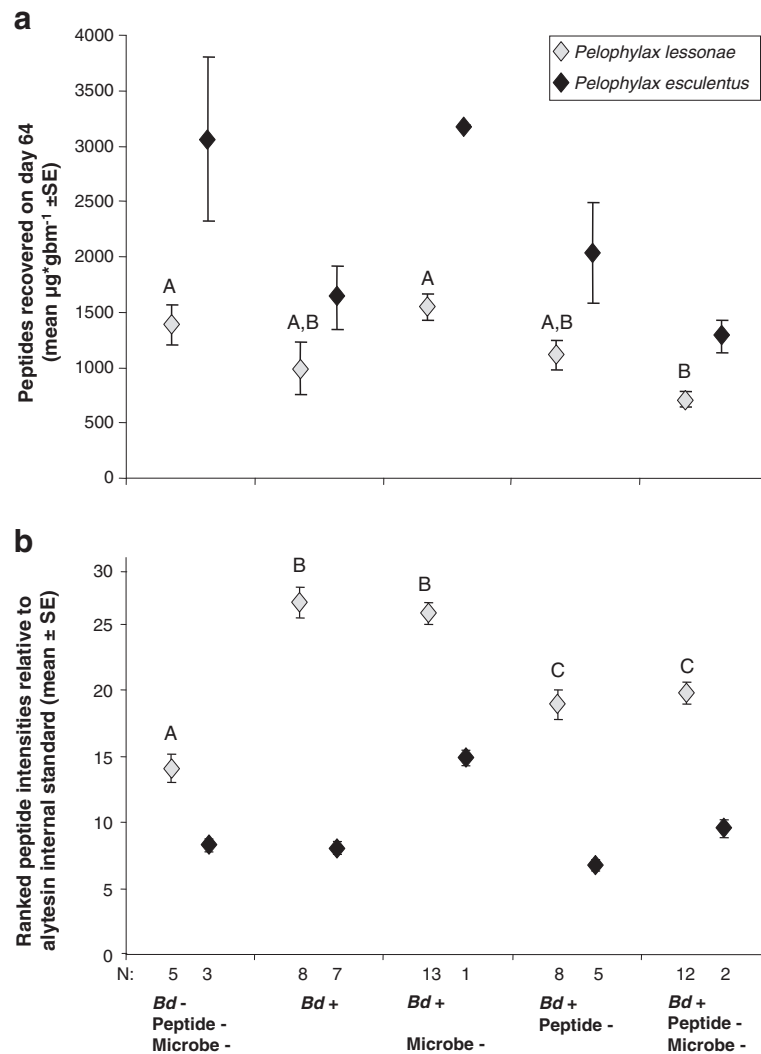 a
Pelophylax lessonae
Pelophylax esculentus
Peptides recovered on day 64
(mean µg*gbm⁻¹ ±SE)
4000
3500
3000
2500
2000
1500
1000
500
0
A
A,B
A
A,B
B
b
Ranked peptide intensities relative to
alytesin internal standard (mean ± SE)
30
25
20
15
10
5
0
A
B
B
C
C
N: 5 3 8 7 13 1 8 5 12 2
Bd - Bd + Bd + Bd + Bd +
Peptide - Peptide - Peptide -
Microbe - Microbe - Microbe -